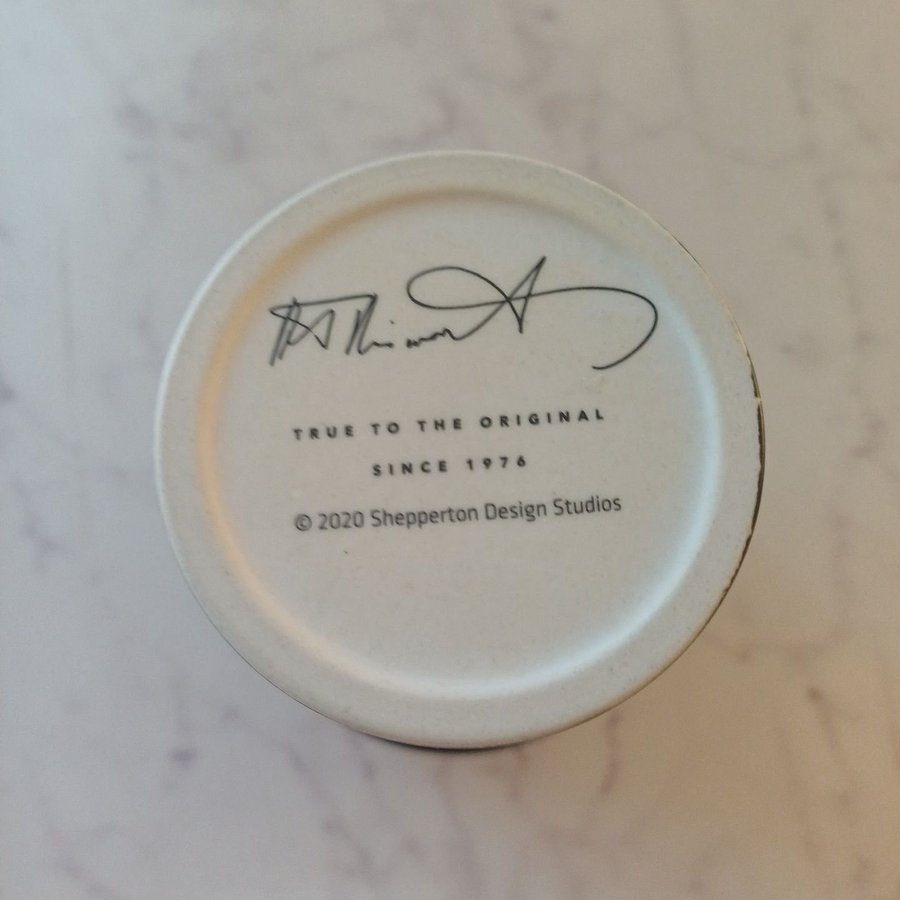 TRUE TO THE ORIGINAL
SINCE 1976
© 2020 Shepperton Design Studios